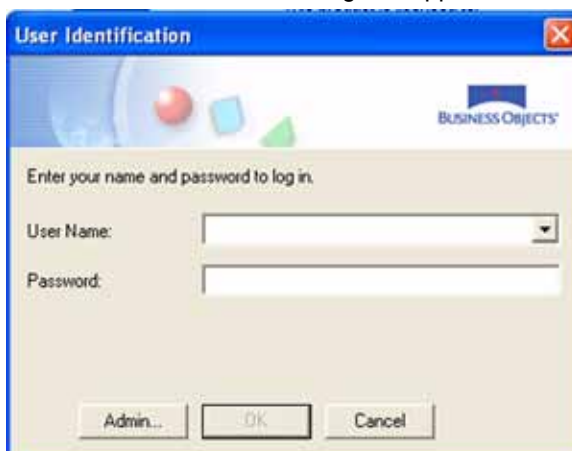 User Identification
BUSINESS OBJECTS
Enter your name and password to log in.
User Name:
Password:
Admin...
OK
Cancel